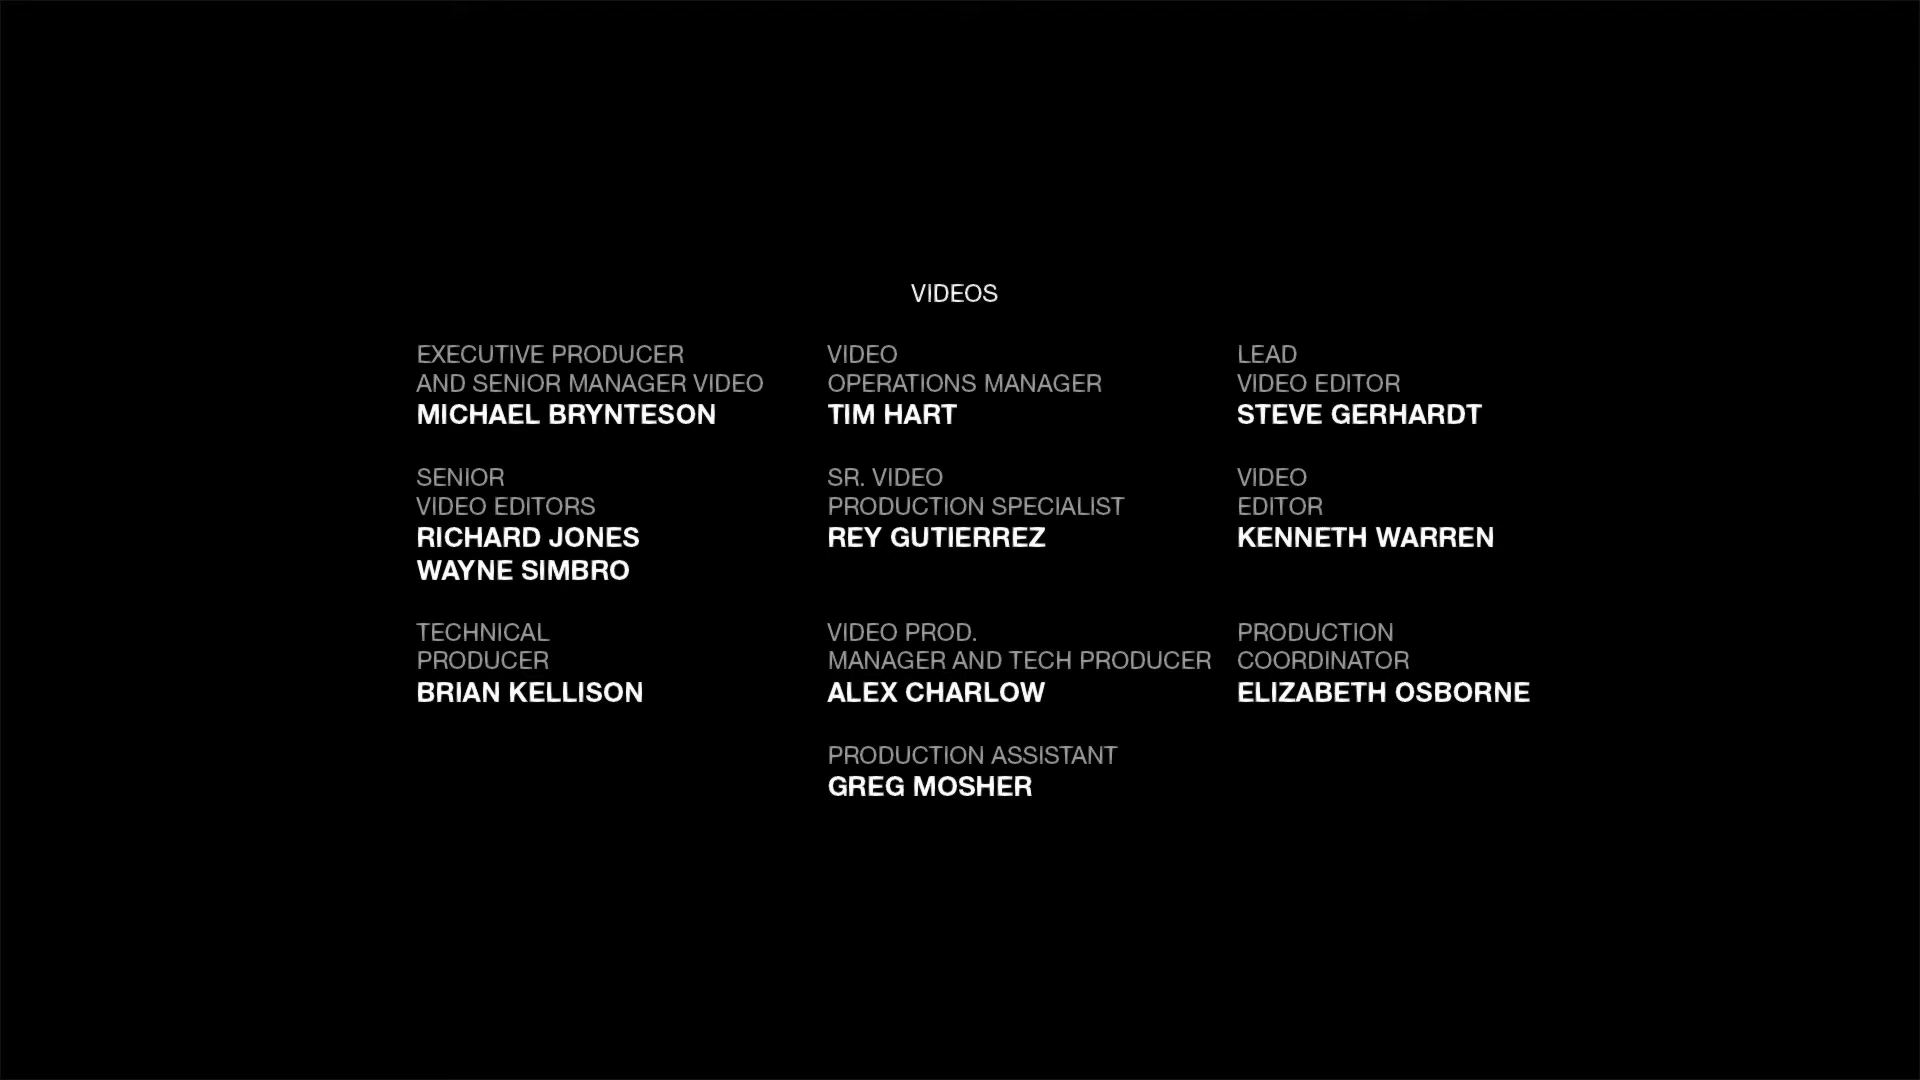 VIDEOS
EXECUTIVE PRODUCER
AND SENIOR MANAGER VIDEO
MICHAEL BRYNTESON
VIDEO
OPERATIONS MANAGER
TIM HART
LEAD
VIDEO EDITOR
STEVE GERHARDT
SENIOR
VIDEO EDITORS
RICHARD JONES
WAYNE SIMBRO
SR. VIDEO
PRODUCTION SPECIALIST
REY GUTIERREZ
VIDEO
EDITOR
KENNETH WARREN
TECHNICAL
PRODUCER
BRIAN KELLISON
VIDEO PROD.
MANAGER AND TECH PRODUCER
ALEX CHARLOW
PRODUCTION
COORDINATOR
ELIZABETH OSBORNE
PRODUCTION ASSISTANT
GREG MOSHER